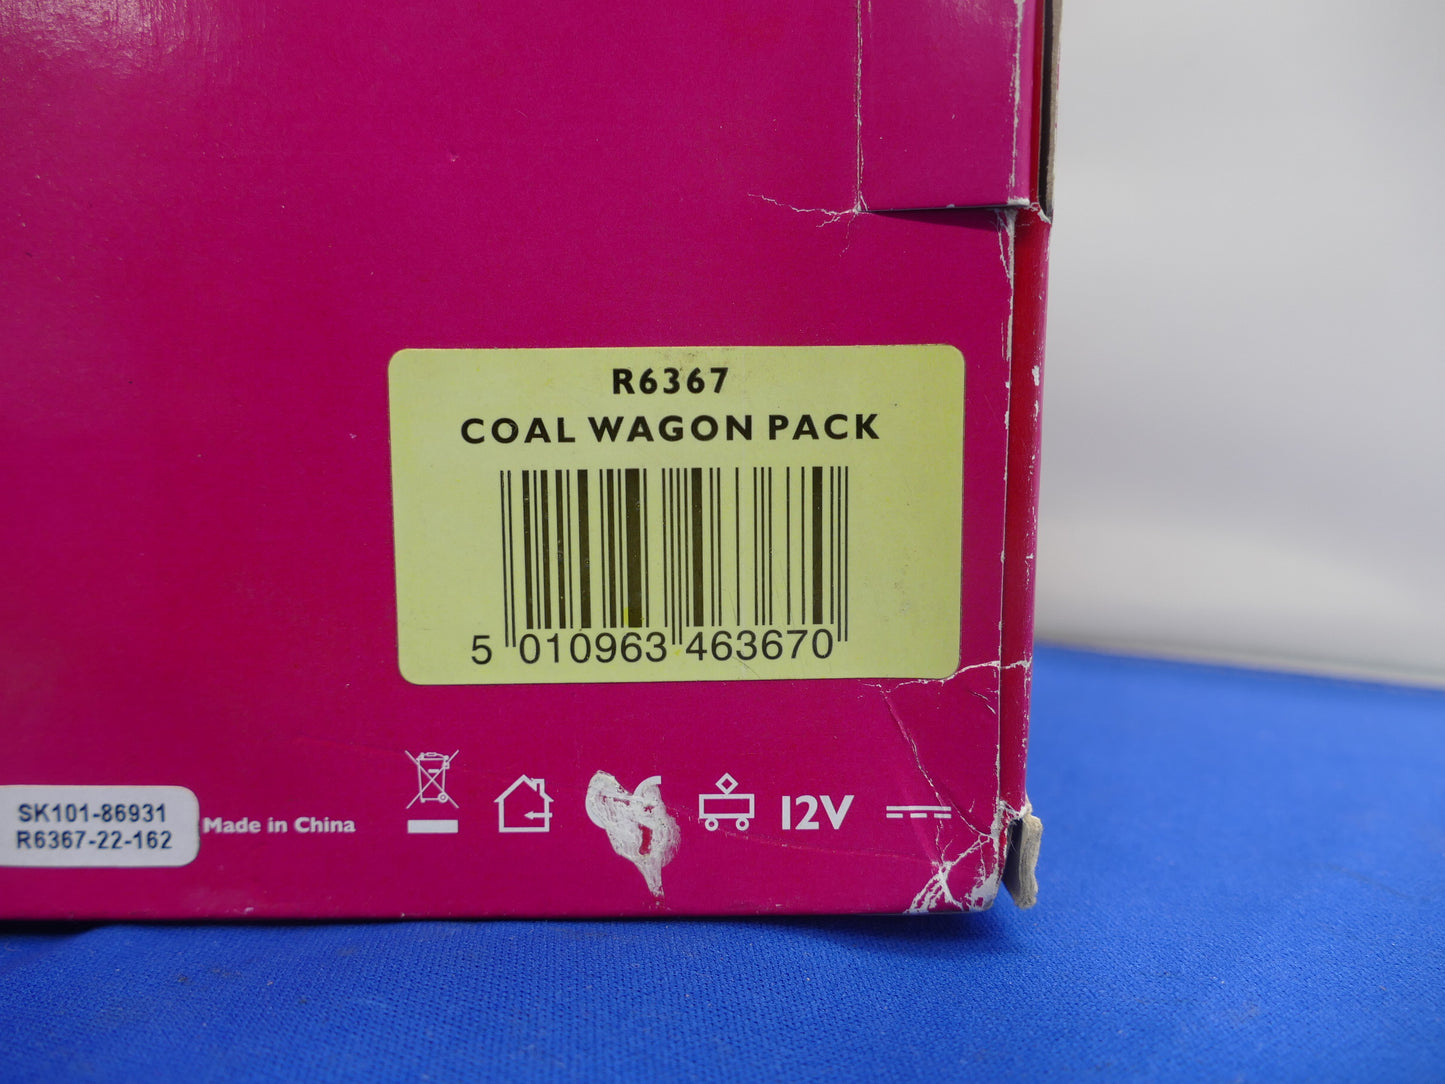 R6367
COAL WAGON PACK
5 010963 463670
SK101-86931
R6367-22-162
Made in China
12V